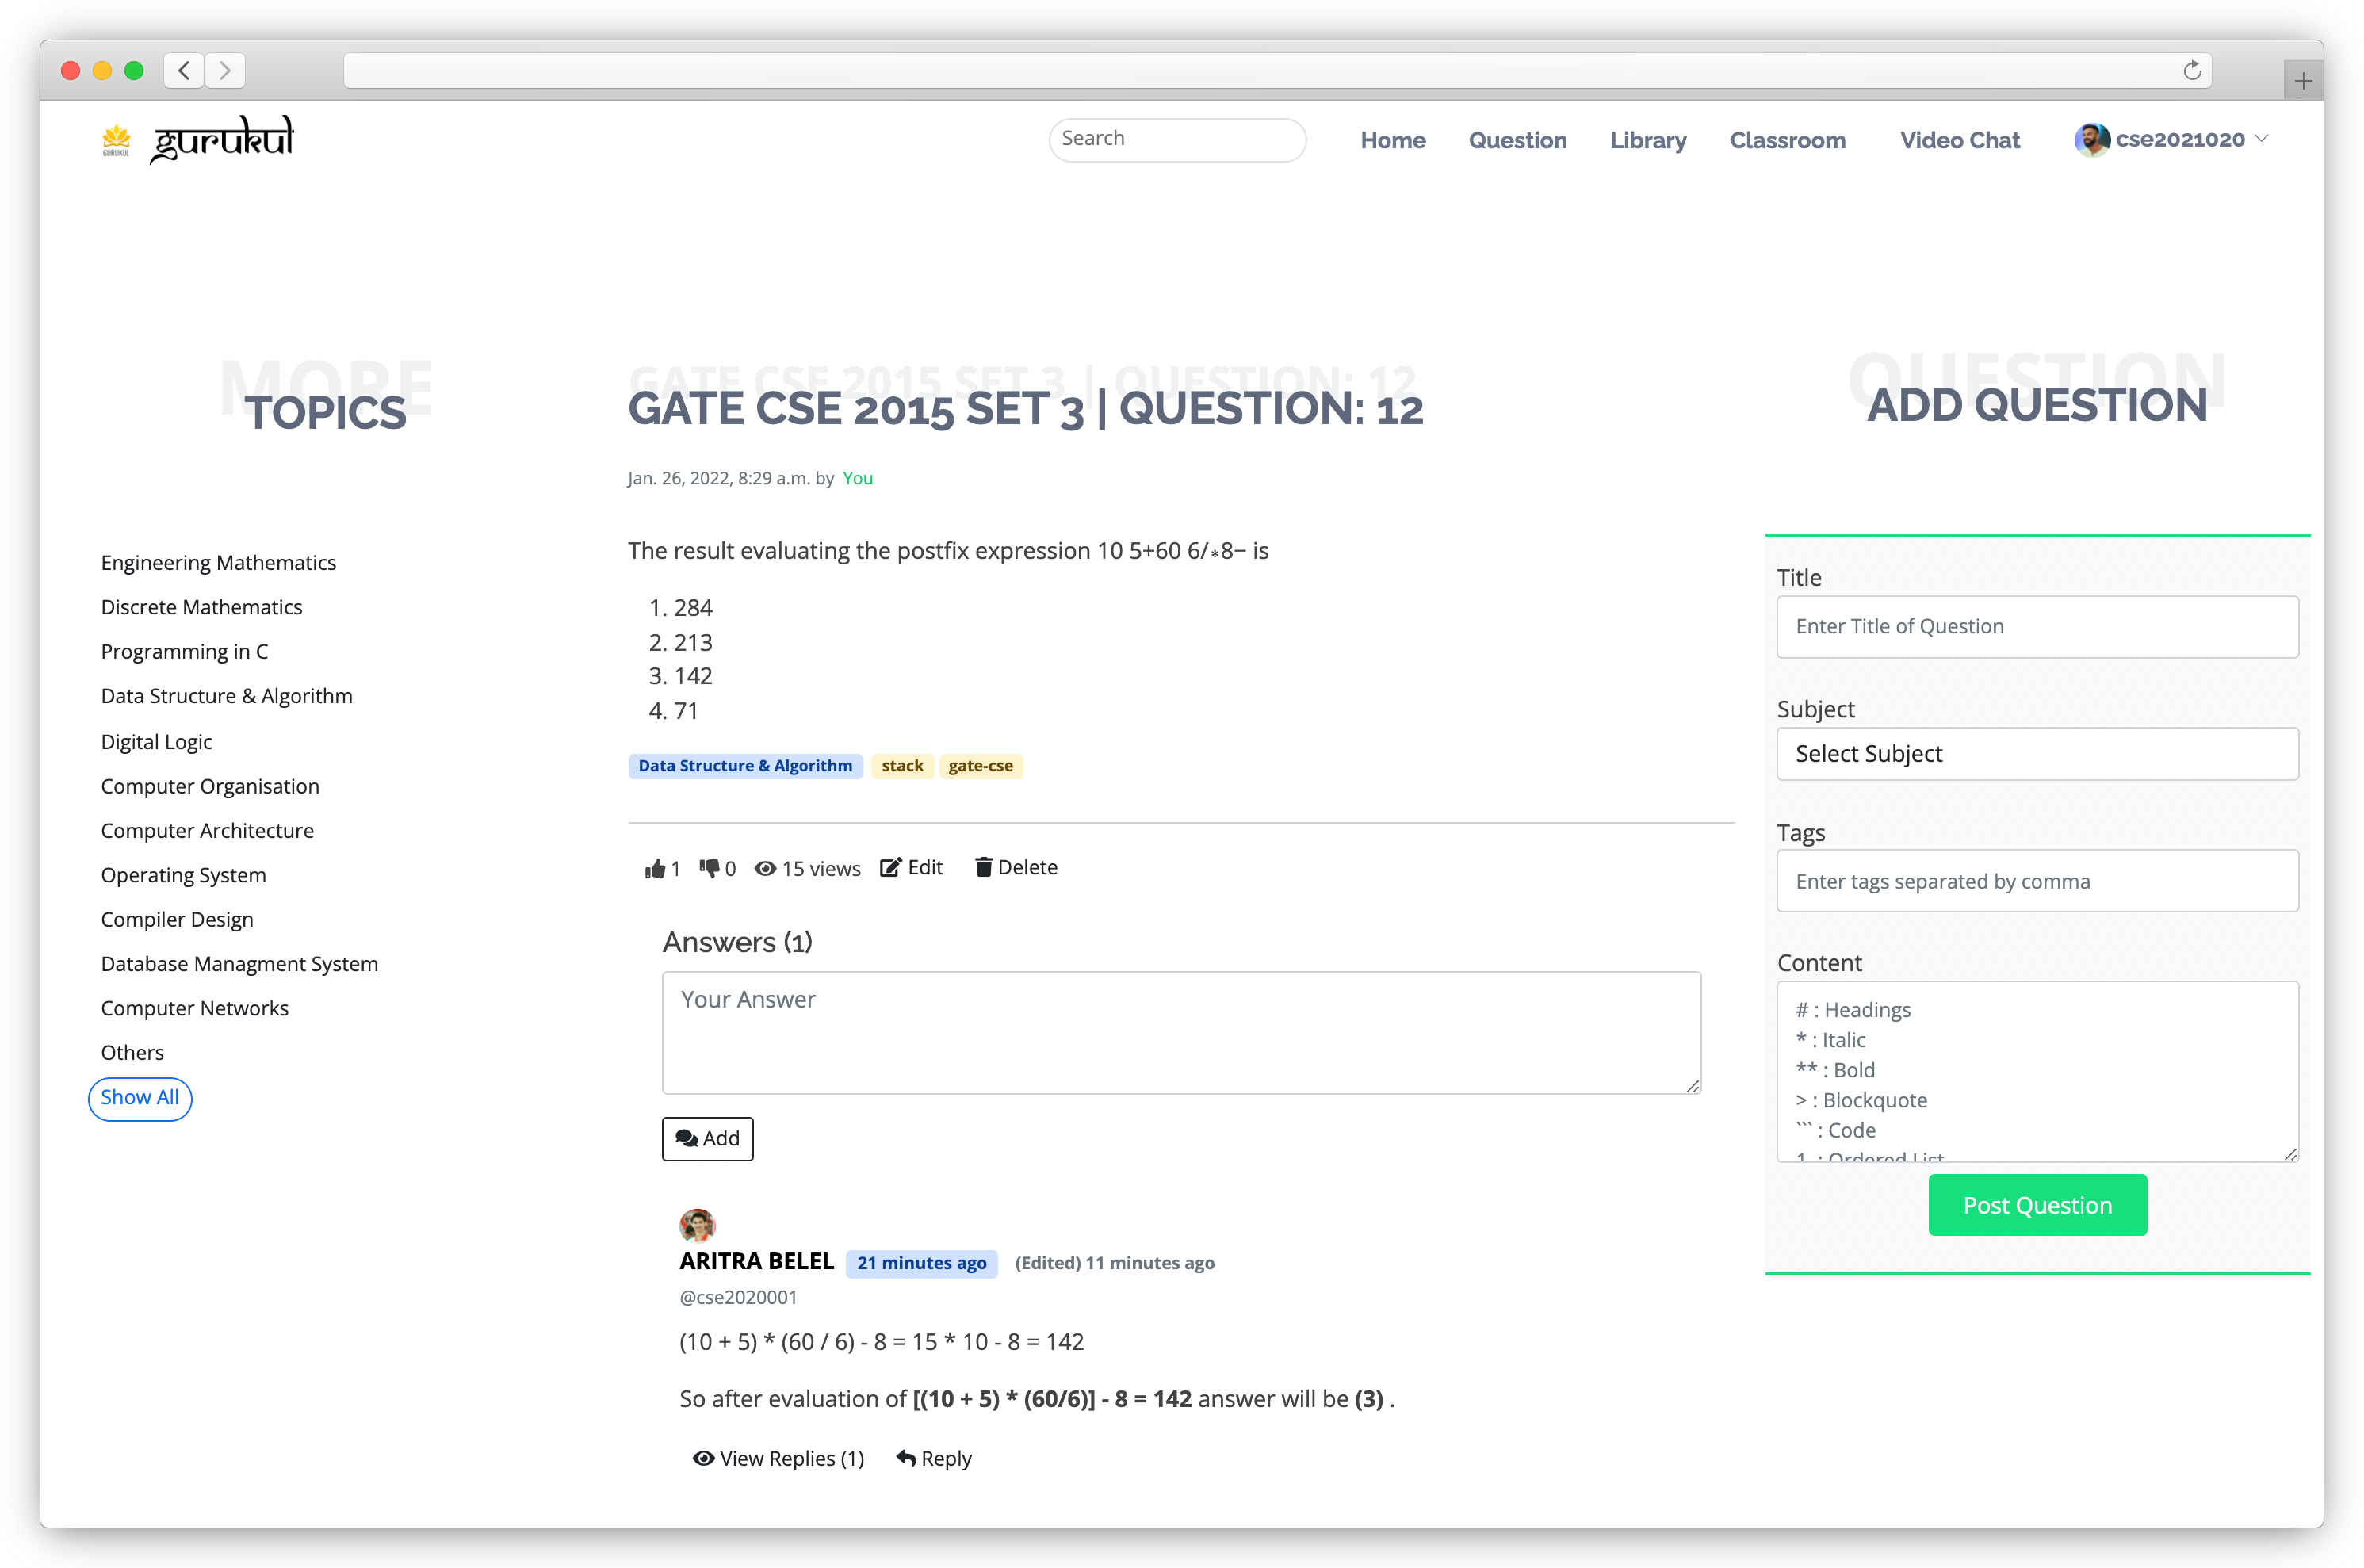 GURUKUL
gurukul
Search
Home
Question
Library
Classroom
Video Chat
cse2021020
MORE
TOPICS
Engineering Mathematics
Discrete Mathematics
Programming in C
Data Structure & Algorithm
Digital Logic
Computer Organisation
Computer Architecture
Operating System
Compiler Design
Database Managment System
Computer Networks
Others
Show All
GATE CSE 2015 SET 3 | QUESTION: 12
GATE CSE 2015 SET 3 | QUESTION: 12
Jan. 26, 2022, 8:29 a.m. by You
The result evaluating the postfix expression 10 5+60 6/∗8− is
1. 284
2. 213
3. 142
4. 71
Data Structure & Algorithm stack gate-cse
1 0 15 views Edit Delete
Answers (1)
Your Answer
Add
ARITRA BELEL 21 minutes ago (Edited) 11 minutes ago
@cse2020001
(10 + 5) * (60 / 6) - 8 = 15 * 10 - 8 = 142
So after evaluation of [(10 + 5) * (60/6)] - 8 = 142 answer will be (3) .
View Replies (1) Reply
QUESTION
ADD QUESTION
Title
Enter Title of Question
Subject
Select Subject
Tags
Enter tags separated by comma
Content
# : Headings
* : Italic
** : Bold
> : Blockquote
``` : Code
1. : Ordered List
Post Question